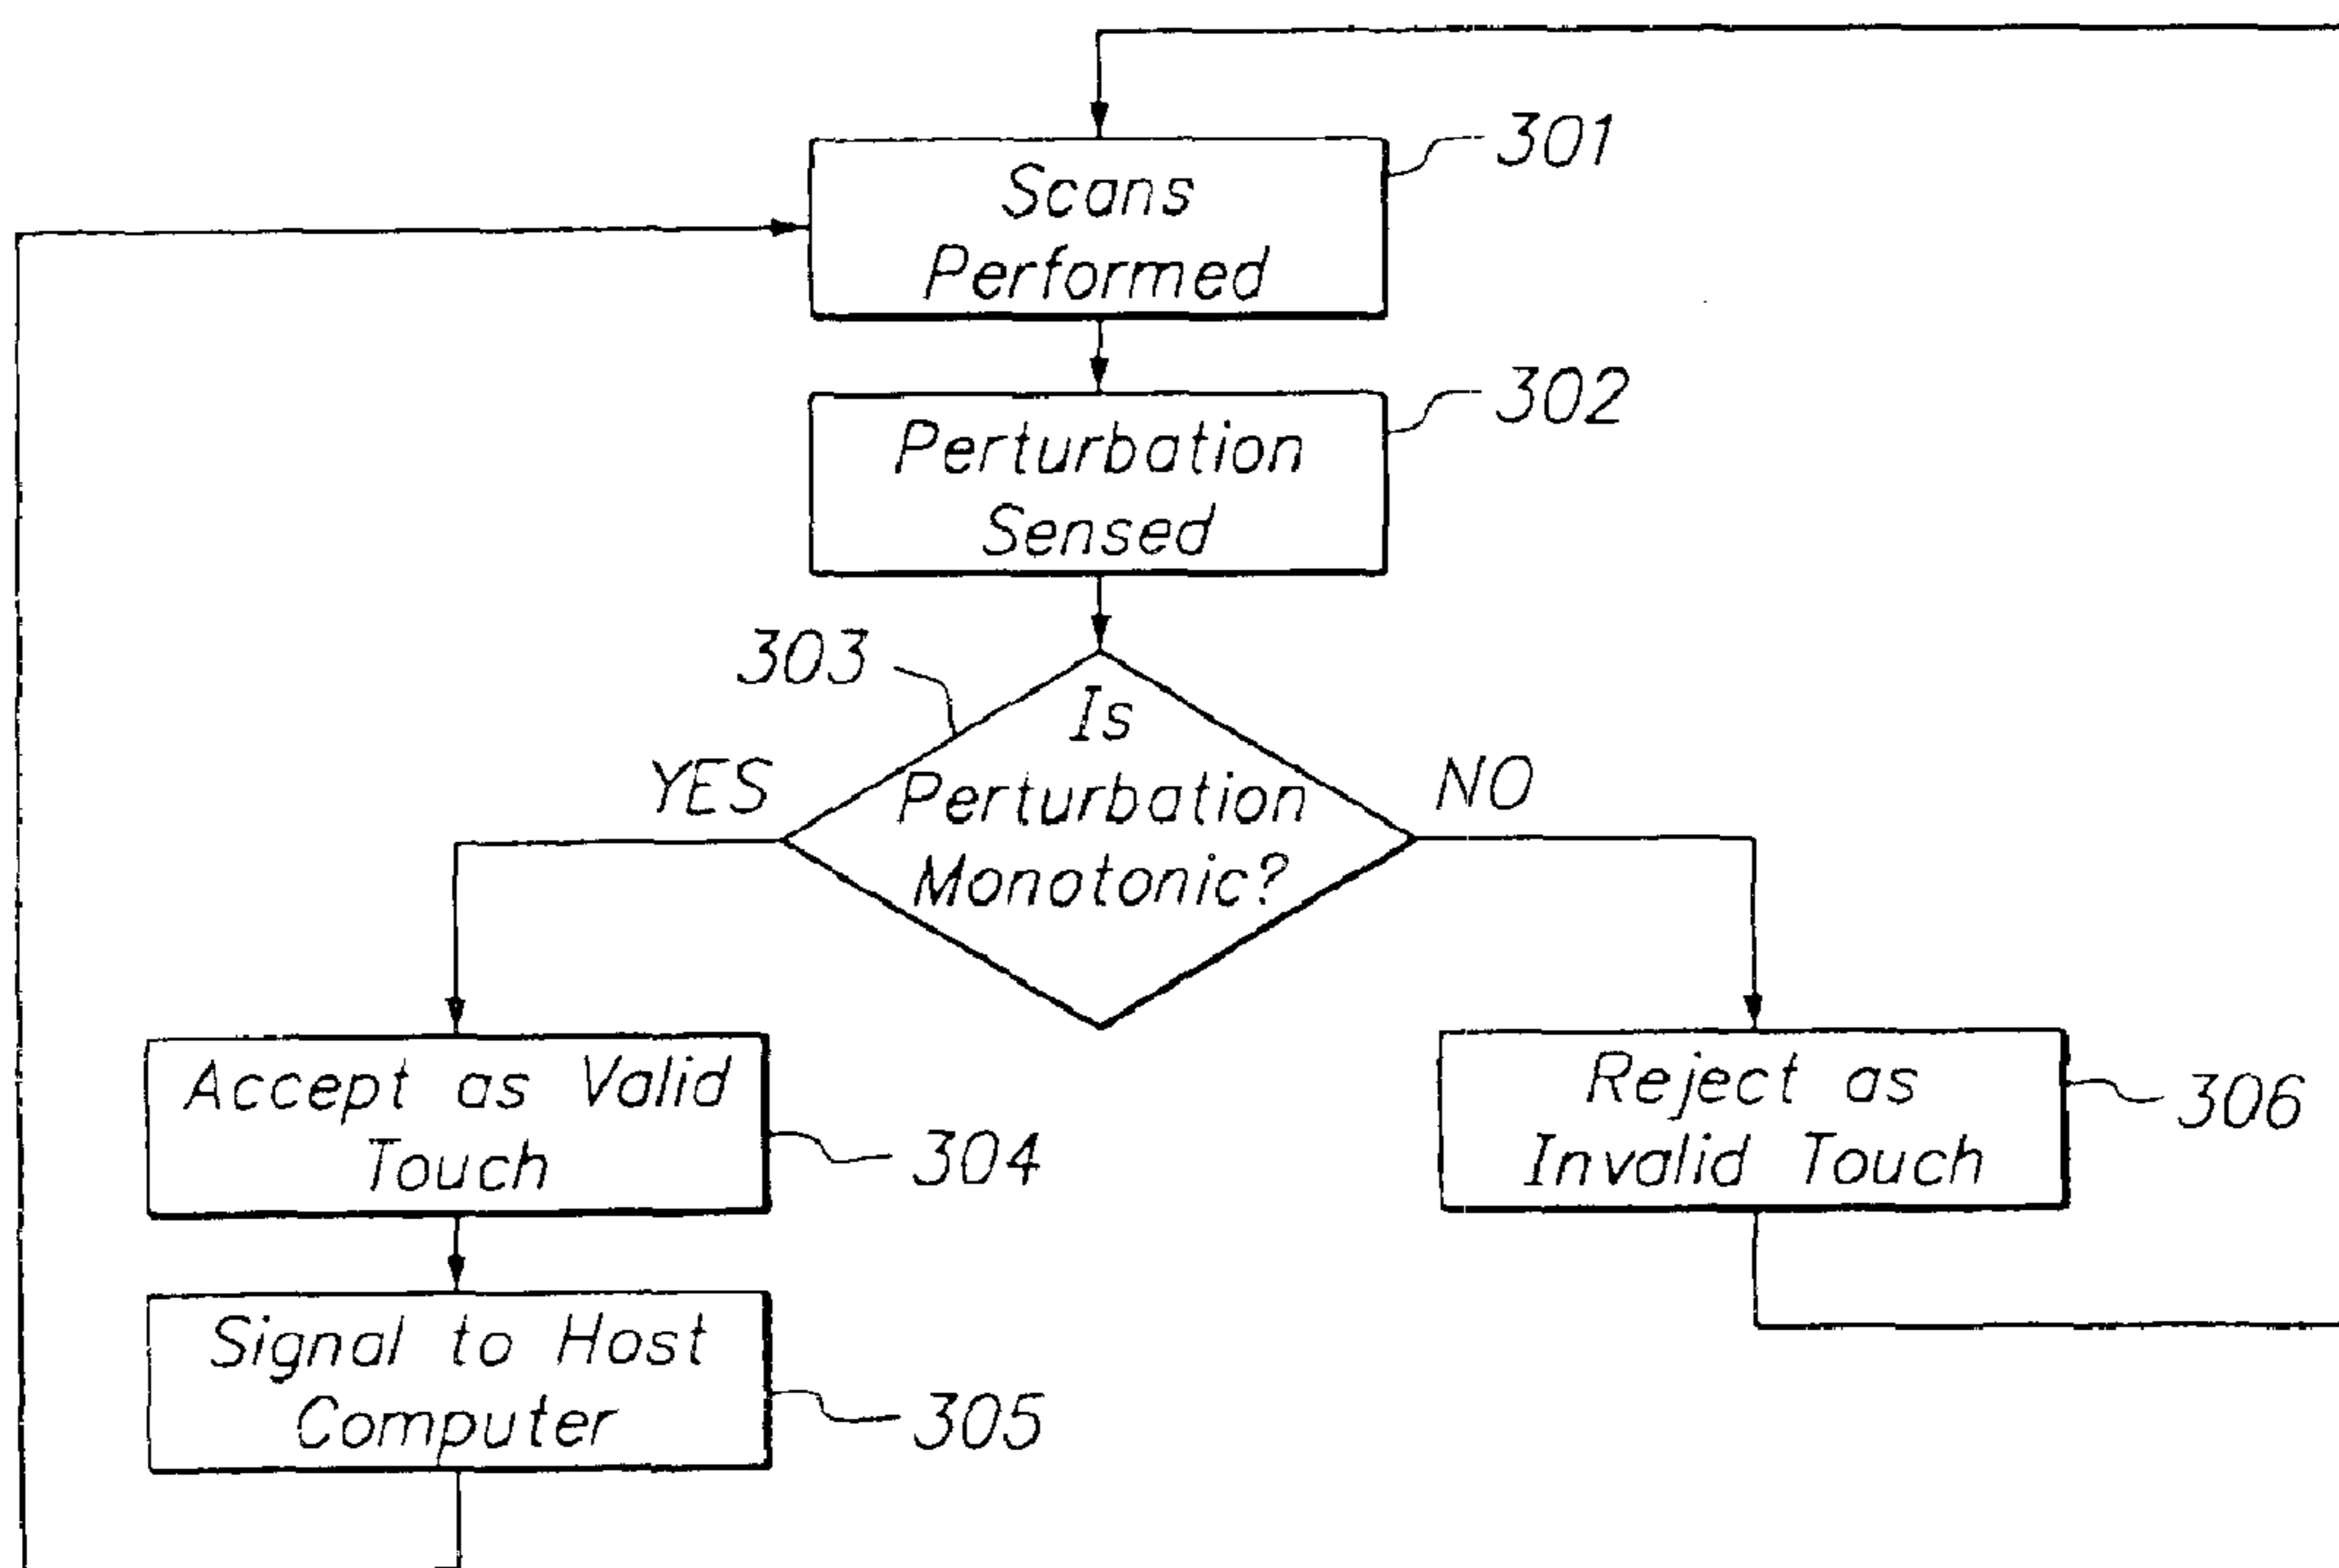 301
Scans
Performed
302
Perturbation
Sensed
303
Is
Perturbation
Monotonic?
YES
NO
Accept as Valid
Touch
304
Reject as
Invalid Touch
306
Signal to Host
Computer
305